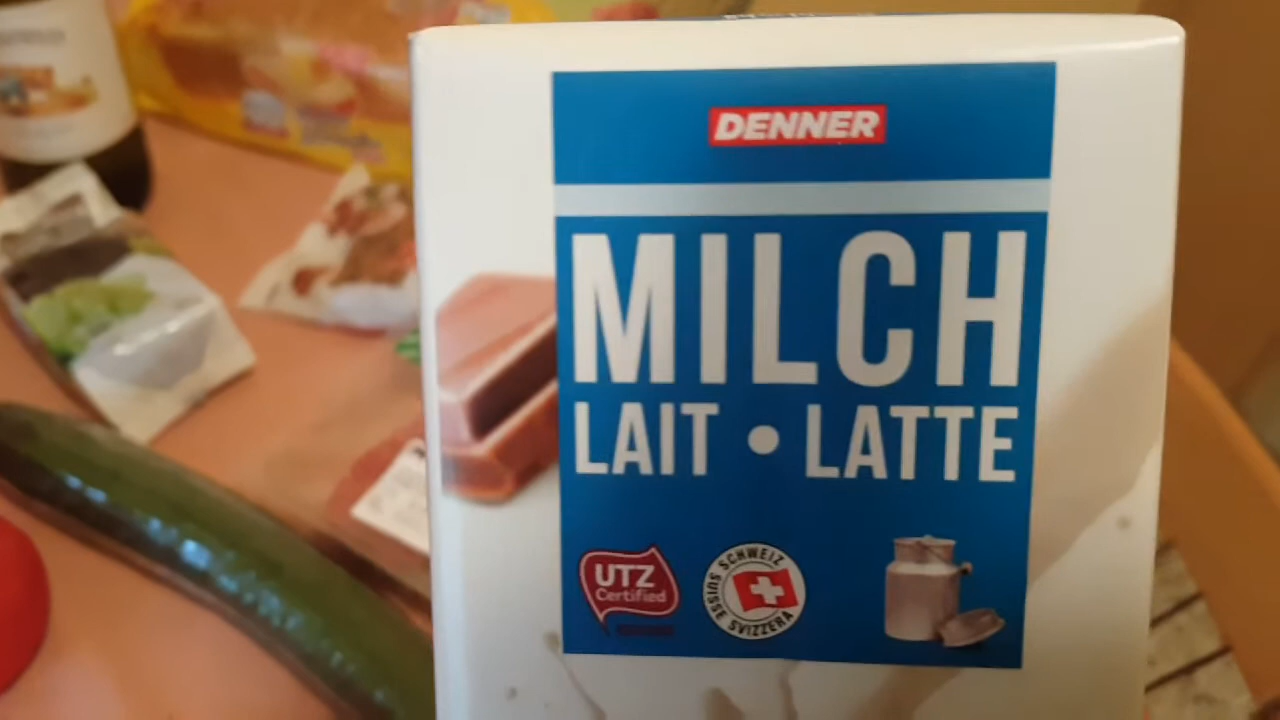 DENNER
MILCH
LAIT • LATTE
UTZ
Certified
SCHWEIZ
SUISSE
SVIZZERA